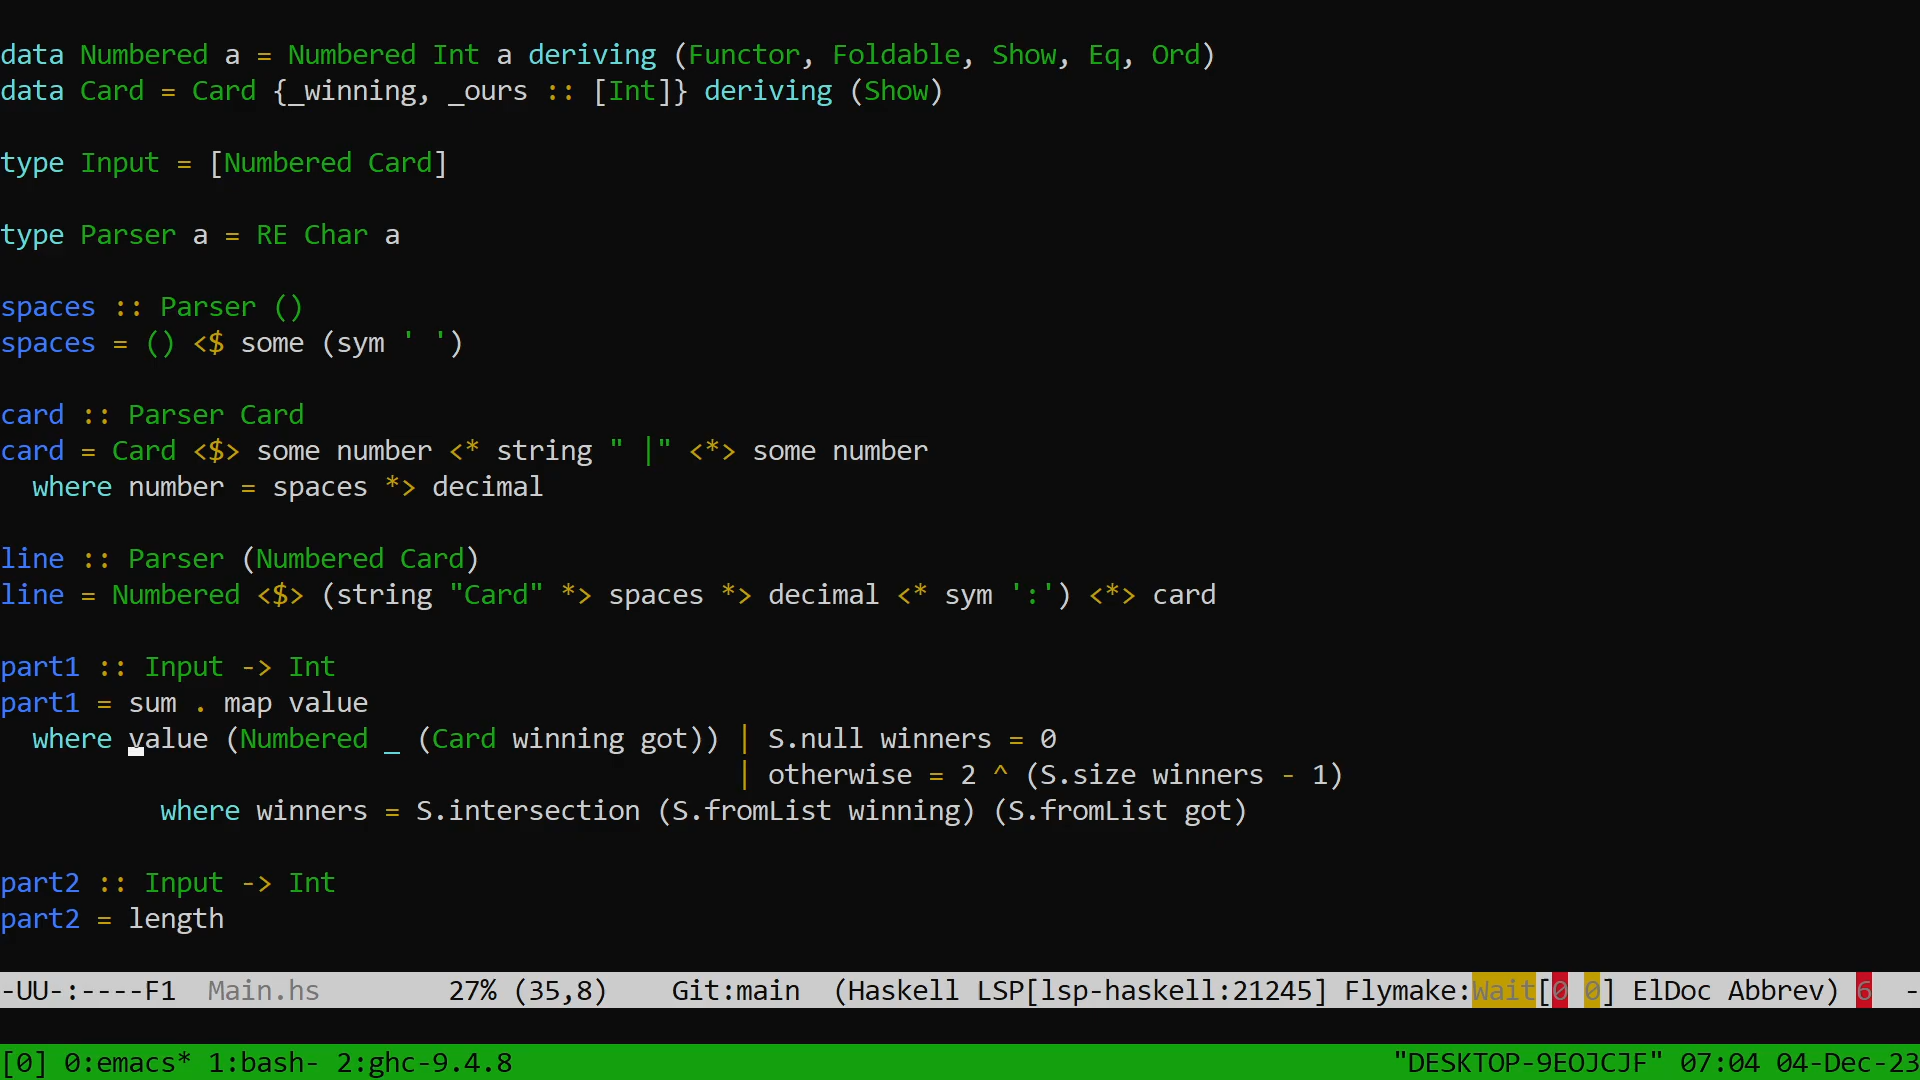 data Numbered a = Numbered Int a deriving (Functor, Foldable, Show, Eq, Ord)
data Card = Card {_winning, _ours :: [Int]} deriving (Show)

type Input = [Numbered Card]

type Parser a = RE Char a

spaces :: Parser ()
spaces = () <$ some (sym ' ')

card :: Parser Card
card = Card <$> some number <* string " |" <*> some number
  where number = spaces *> decimal

line :: Parser (Numbered Card)
line = Numbered <$> (string "Card" *> spaces *> decimal <* sym ':') <*> card

part1 :: Input -> Int
part1 = sum . map value
  where value (Numbered _ (Card winning got)) | S.null winners = 0
                                              | otherwise = 2 ^ (S.size winners - 1)
          where winners = S.intersection (S.fromList winning) (S.fromList got)

part2 :: Input -> Int
part2 = length

-UU-:----F1  Main.hs        27% (35,8)    Git:main  (Haskell LSP[lsp-haskell:21245] Flymake:Wait[0 0] ElDoc Abbrev) 6  -
[0] 0:emacs* 1:bash- 2:ghc-9.4.8 "DESKTOP-9EOJCJF" 07:04 04-Dec-23